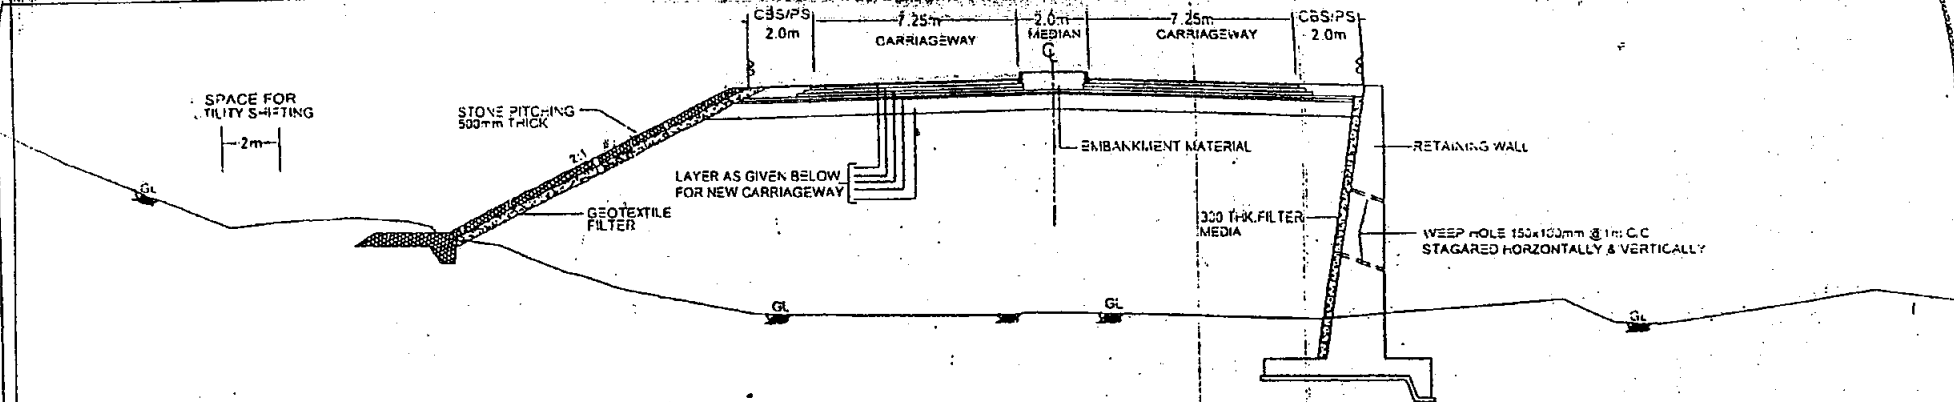 CBS/PS
2.0m
7.25m
CARRIAGEWAY
2.0m
MEDIAN
℄
7.25m
CARRIAGEWAY
CBS/PS
2.0m
SPACE FOR
TILITY SHIFTING
2m
STONE PITCHING
500mm THICK
2:1
GL
GEOTEXTILE
FILTER
LAYER AS GIVEN BELOW
FOR NEW CARRIAGEWAY
EMBANKMENT MATERIAL
RETAINING WALL
300 THK.FILTER
MEDIA
WEEP HOLE 150x100mm @1m C.C
STAGARED HORZONTALLY & VERTICALLY
GL
GL
GL